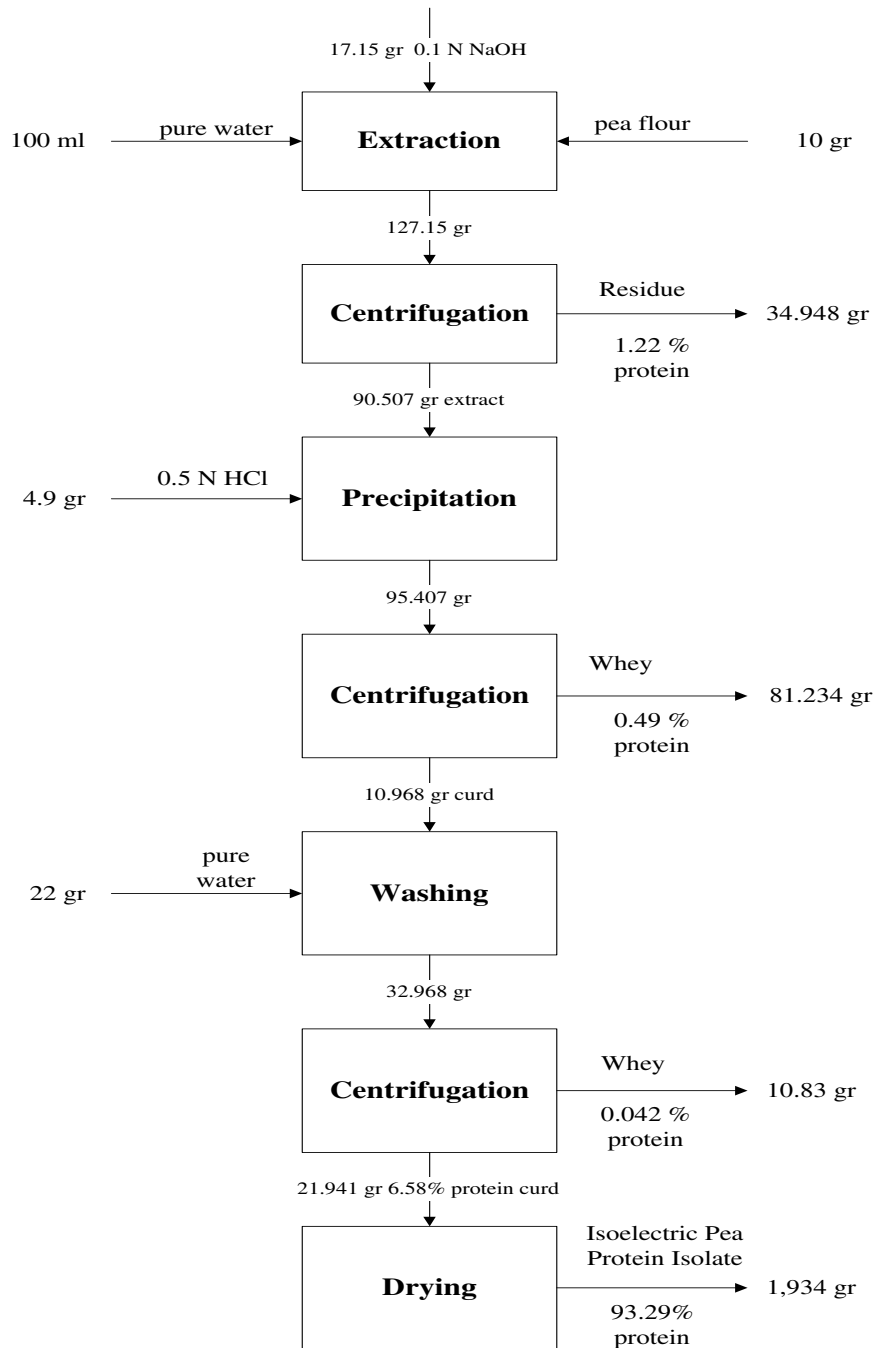 17.15 gr 0.1 N NaOH
100 ml
pure water
Extraction
pea flour
10 gr
127.15 gr
Centrifugation
Residue
34.948 gr
1.22 %
protein
90.507 gr extract
4.9 gr
0.5 N HCl
Precipitation
95.407 gr
Centrifugation
Whey
81.234 gr
0.49 %
protein
10.968 gr curd
22 gr
pure
water
Washing
32.968 gr
Centrifugation
Whey
10.83 gr
0.042 %
protein
21.941 gr 6.58% protein curd
Drying
Isoelectric Pea
Protein Isolate
1,934 gr
93.29%
protein